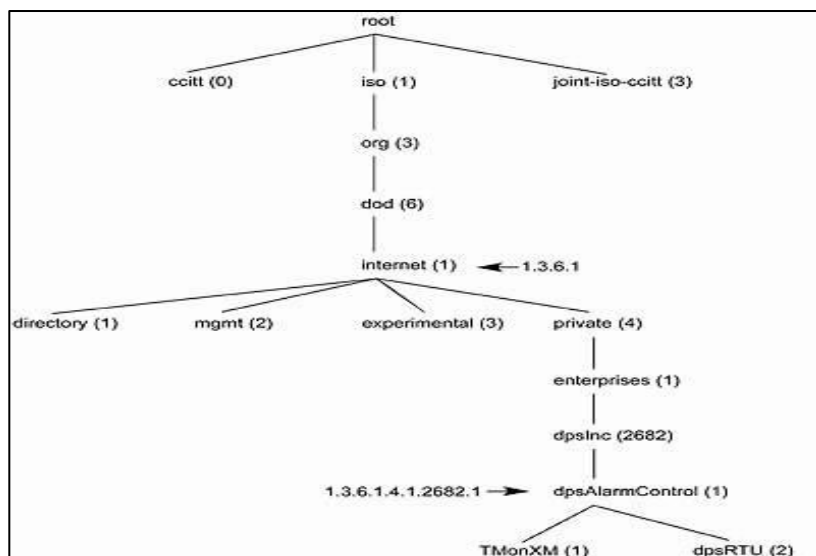 root
ccitt (0) iso (1) joint-iso-ccitt (3)
org (3)
dod (6)
internet (1) 1.3.6.1
directory (1) mgmt (2) experimental (3) private (4)
enterprises (1)
dpsInc (2682)
1.3.6.1.4.1.2682.1 dpsAlarmControl (1)
TMonXM (1) dpsRTU (2)